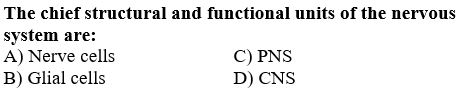 The chief structural and functional units of the nervous
system are:
A) Nerve cells C) PNS
B) Glial cells D) CNS